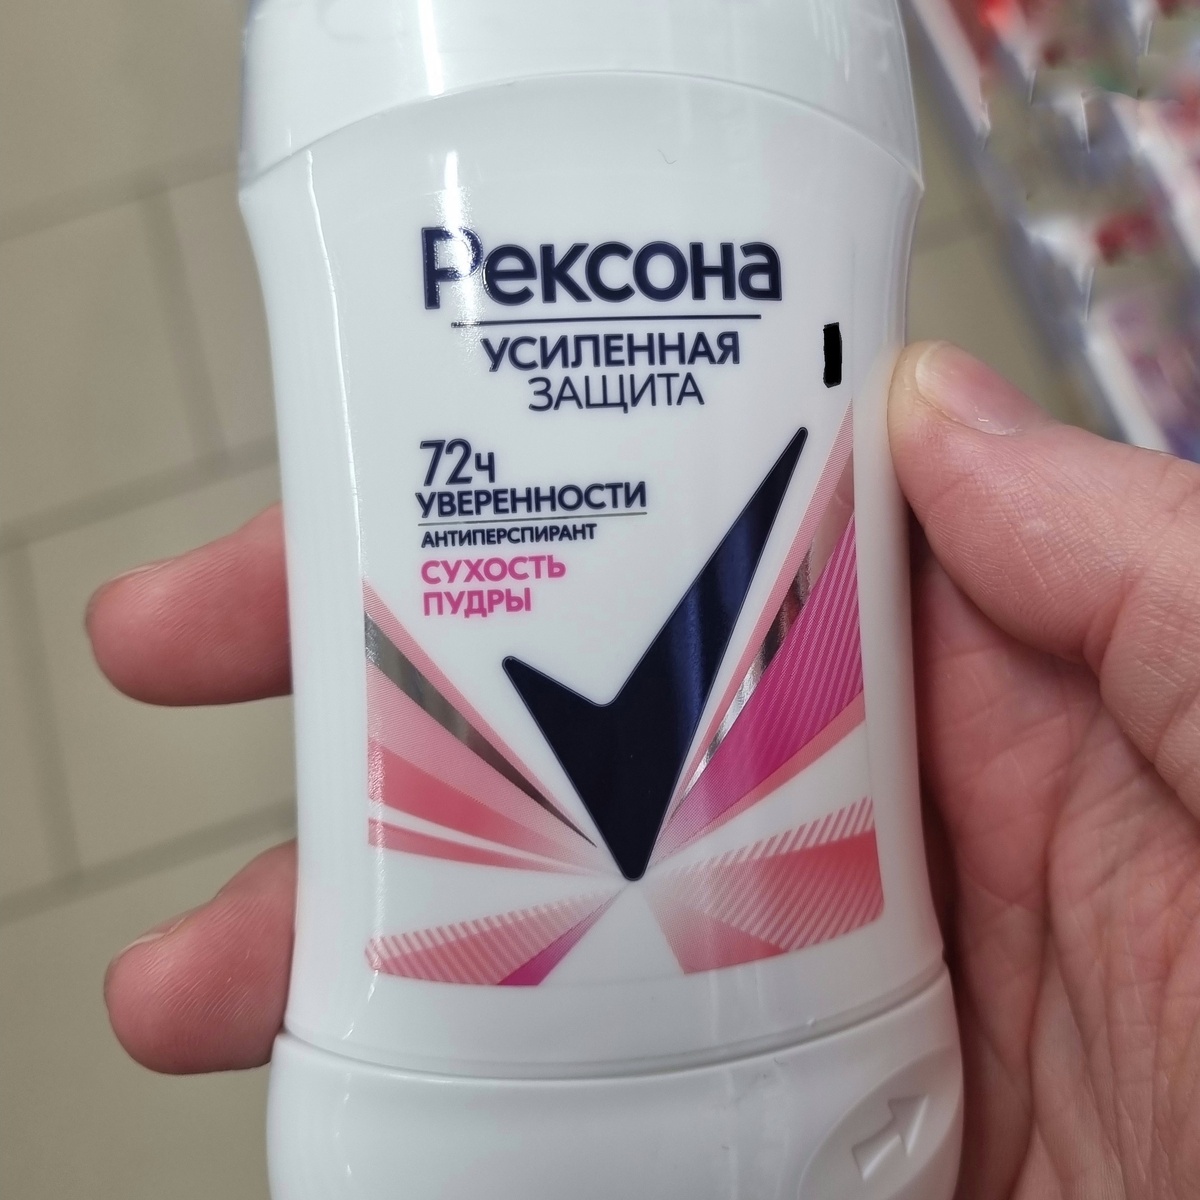 Рексона
УСИЛЕННАЯ
ЗАЩИТА
72ч
УВЕРЕННОСТИ
АНТИПЕРСПИРАНТ
СУХОСТЬ
ПУДРЫ